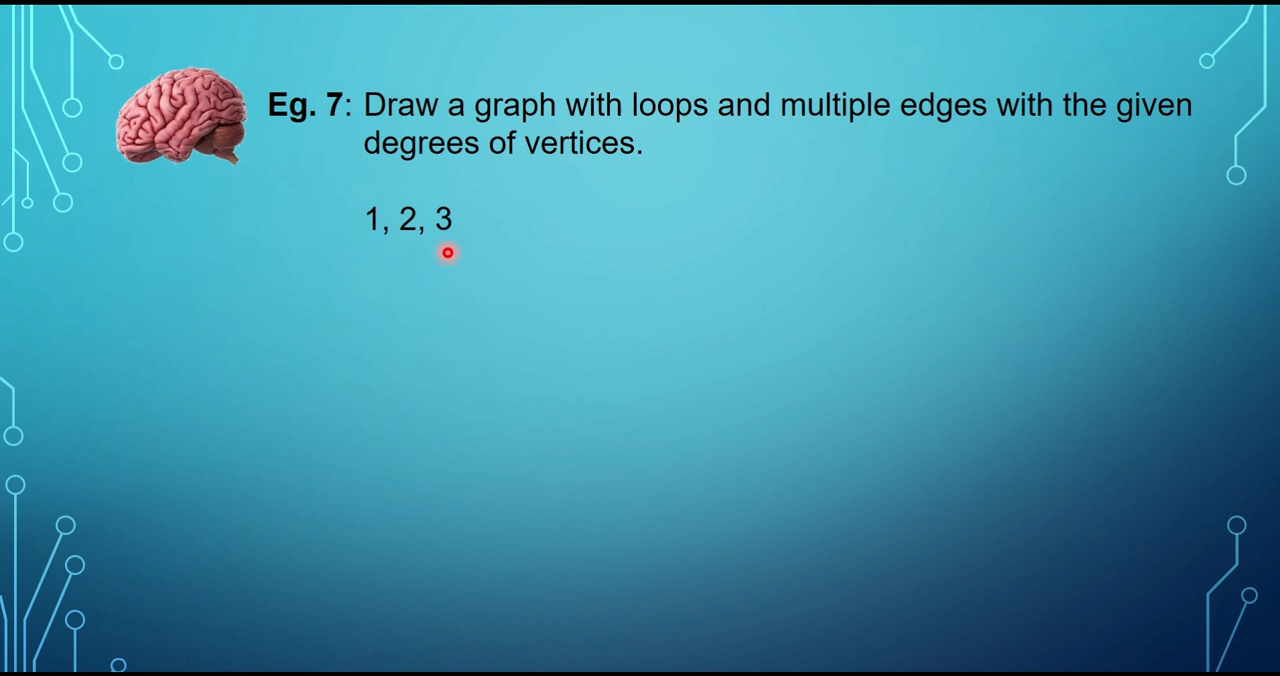 Eg. 7: Draw a graph with loops and multiple edges with the given
degrees of vertices.
1, 2, 3